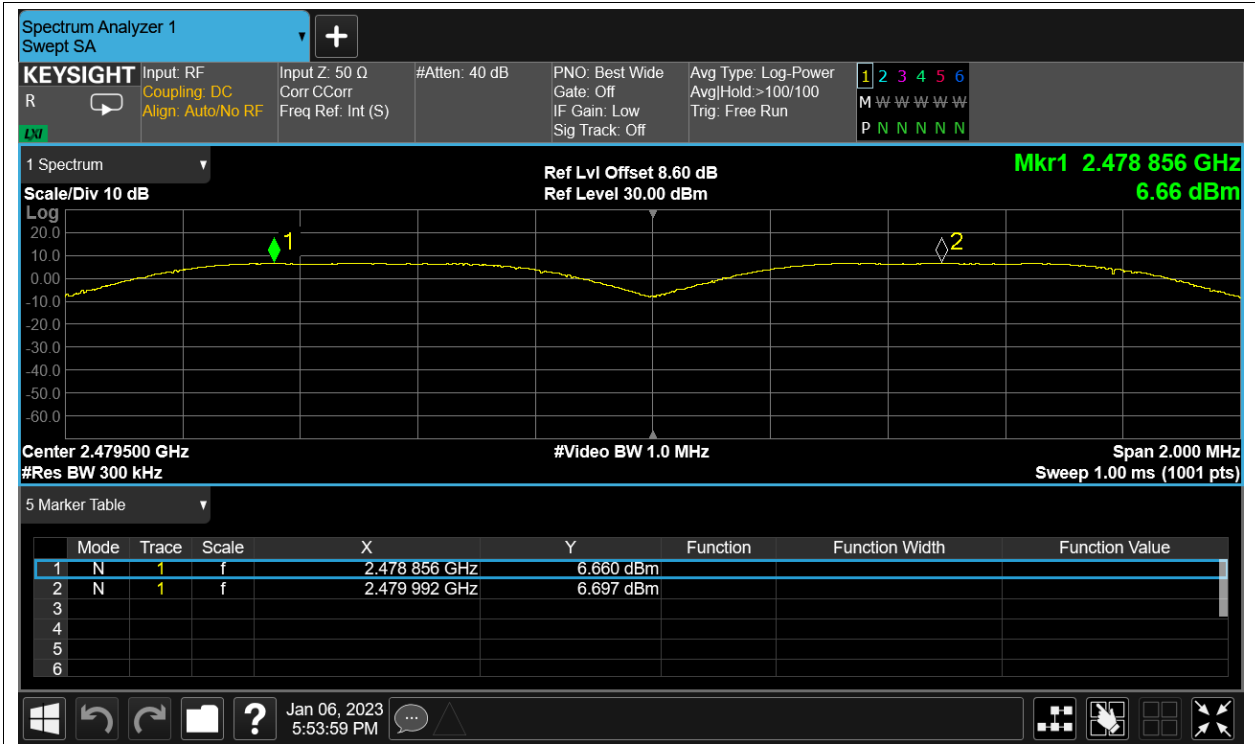 Spectrum Analyzer 1
Swept SA
KEYSIGHT
R
LXI
Input: RF
Coupling: DC
Align: Auto/No RF
Input Z: 50 Ω
Corr CCorr
Freq Ref: Int (S)
#Atten: 40 dB
PNO: Best Wide
Gate: Off
IF Gain: Low
Sig Track: Off
Avg Type: Log-Power
Avg|Hold:>100/100
Trig: Free Run
1 2 3 4 5 6
M W W W W W
P N N N N N
1 Spectrum
Scale/Div 10 dB
Ref Lvl Offset 8.60 dB
Ref Level 30.00 dBm
Mkr1 2.478 856 GHz
6.66 dBm
Log
20.0
10.0
0.00
-10.0
-20.0
-30.0
-40.0
-50.0
-60.0
1
2
Center 2.479500 GHz
#Video BW 1.0 MHz
Span 2.000 MHz
#Res BW 300 kHz
Sweep 1.00 ms (1001 pts)
5 Marker Table
Mode Trace Scale X Y Function Function Width Function Value
1 N 1 f 2.478 856 GHz 6.660 dBm
2 N 1 f 2.479 992 GHz 6.697 dBm
3
4
5
6
?
Jan 06, 2023
5:53:59 PM